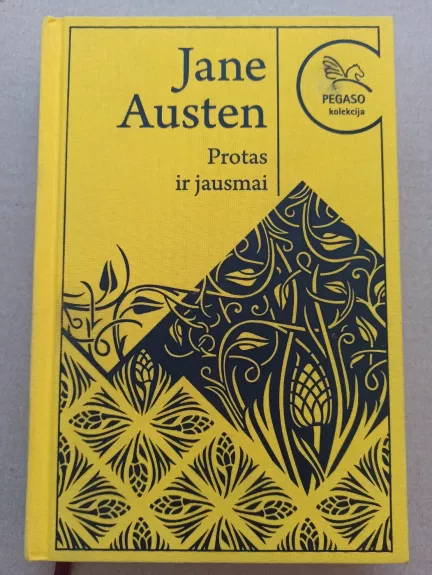 Jane
Austen
Protas
ir jausmai
PEGASO
kolekcija